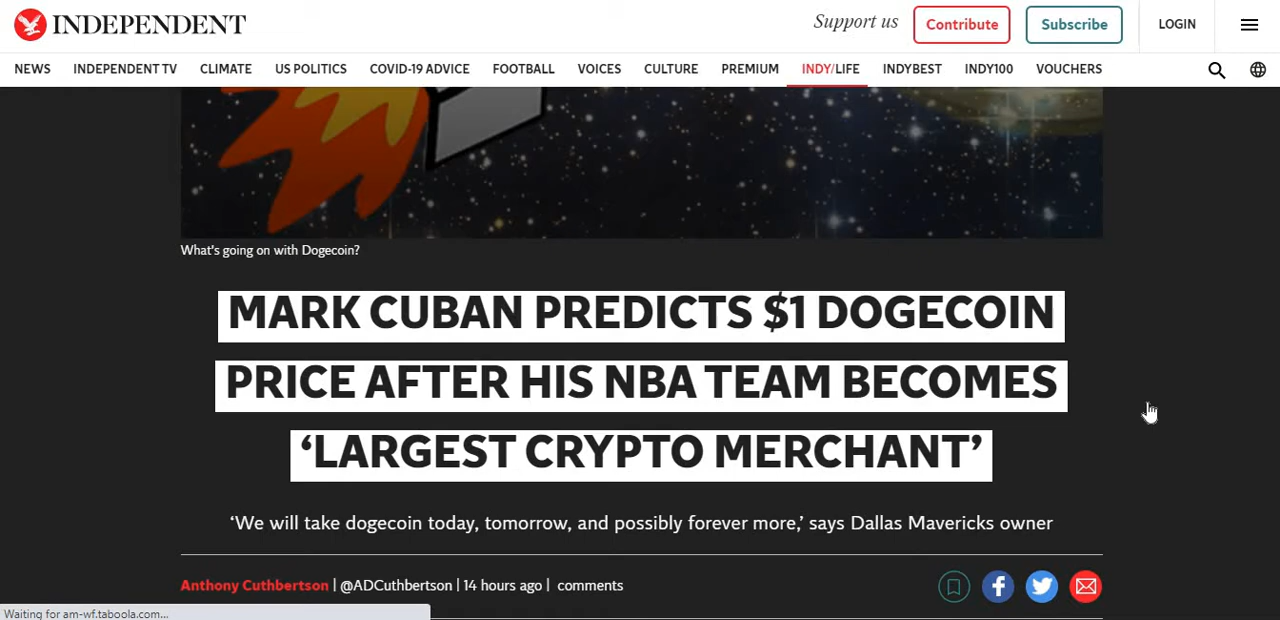 INDEPENDENT
Support us
Contribute
Subscribe
LOGIN
NEWS INDEPENDENT TV CLIMATE US POLITICS COVID-19 ADVICE FOOTBALL VOICES CULTURE PREMIUM INDY/LIFE INDYBEST INDY100 VOUCHERS
What's going on with Dogecoin?
MARK CUBAN PREDICTS $1 DOGECOIN
PRICE AFTER HIS NBA TEAM BECOMES
‘LARGEST CRYPTO MERCHANT’
‘We will take dogecoin today, tomorrow, and possibly forever more,’ says Dallas Mavericks owner
Anthony Cuthbertson | @ADCuthbertson | 14 hours ago | comments
Waiting for am-wf.taboola.com...